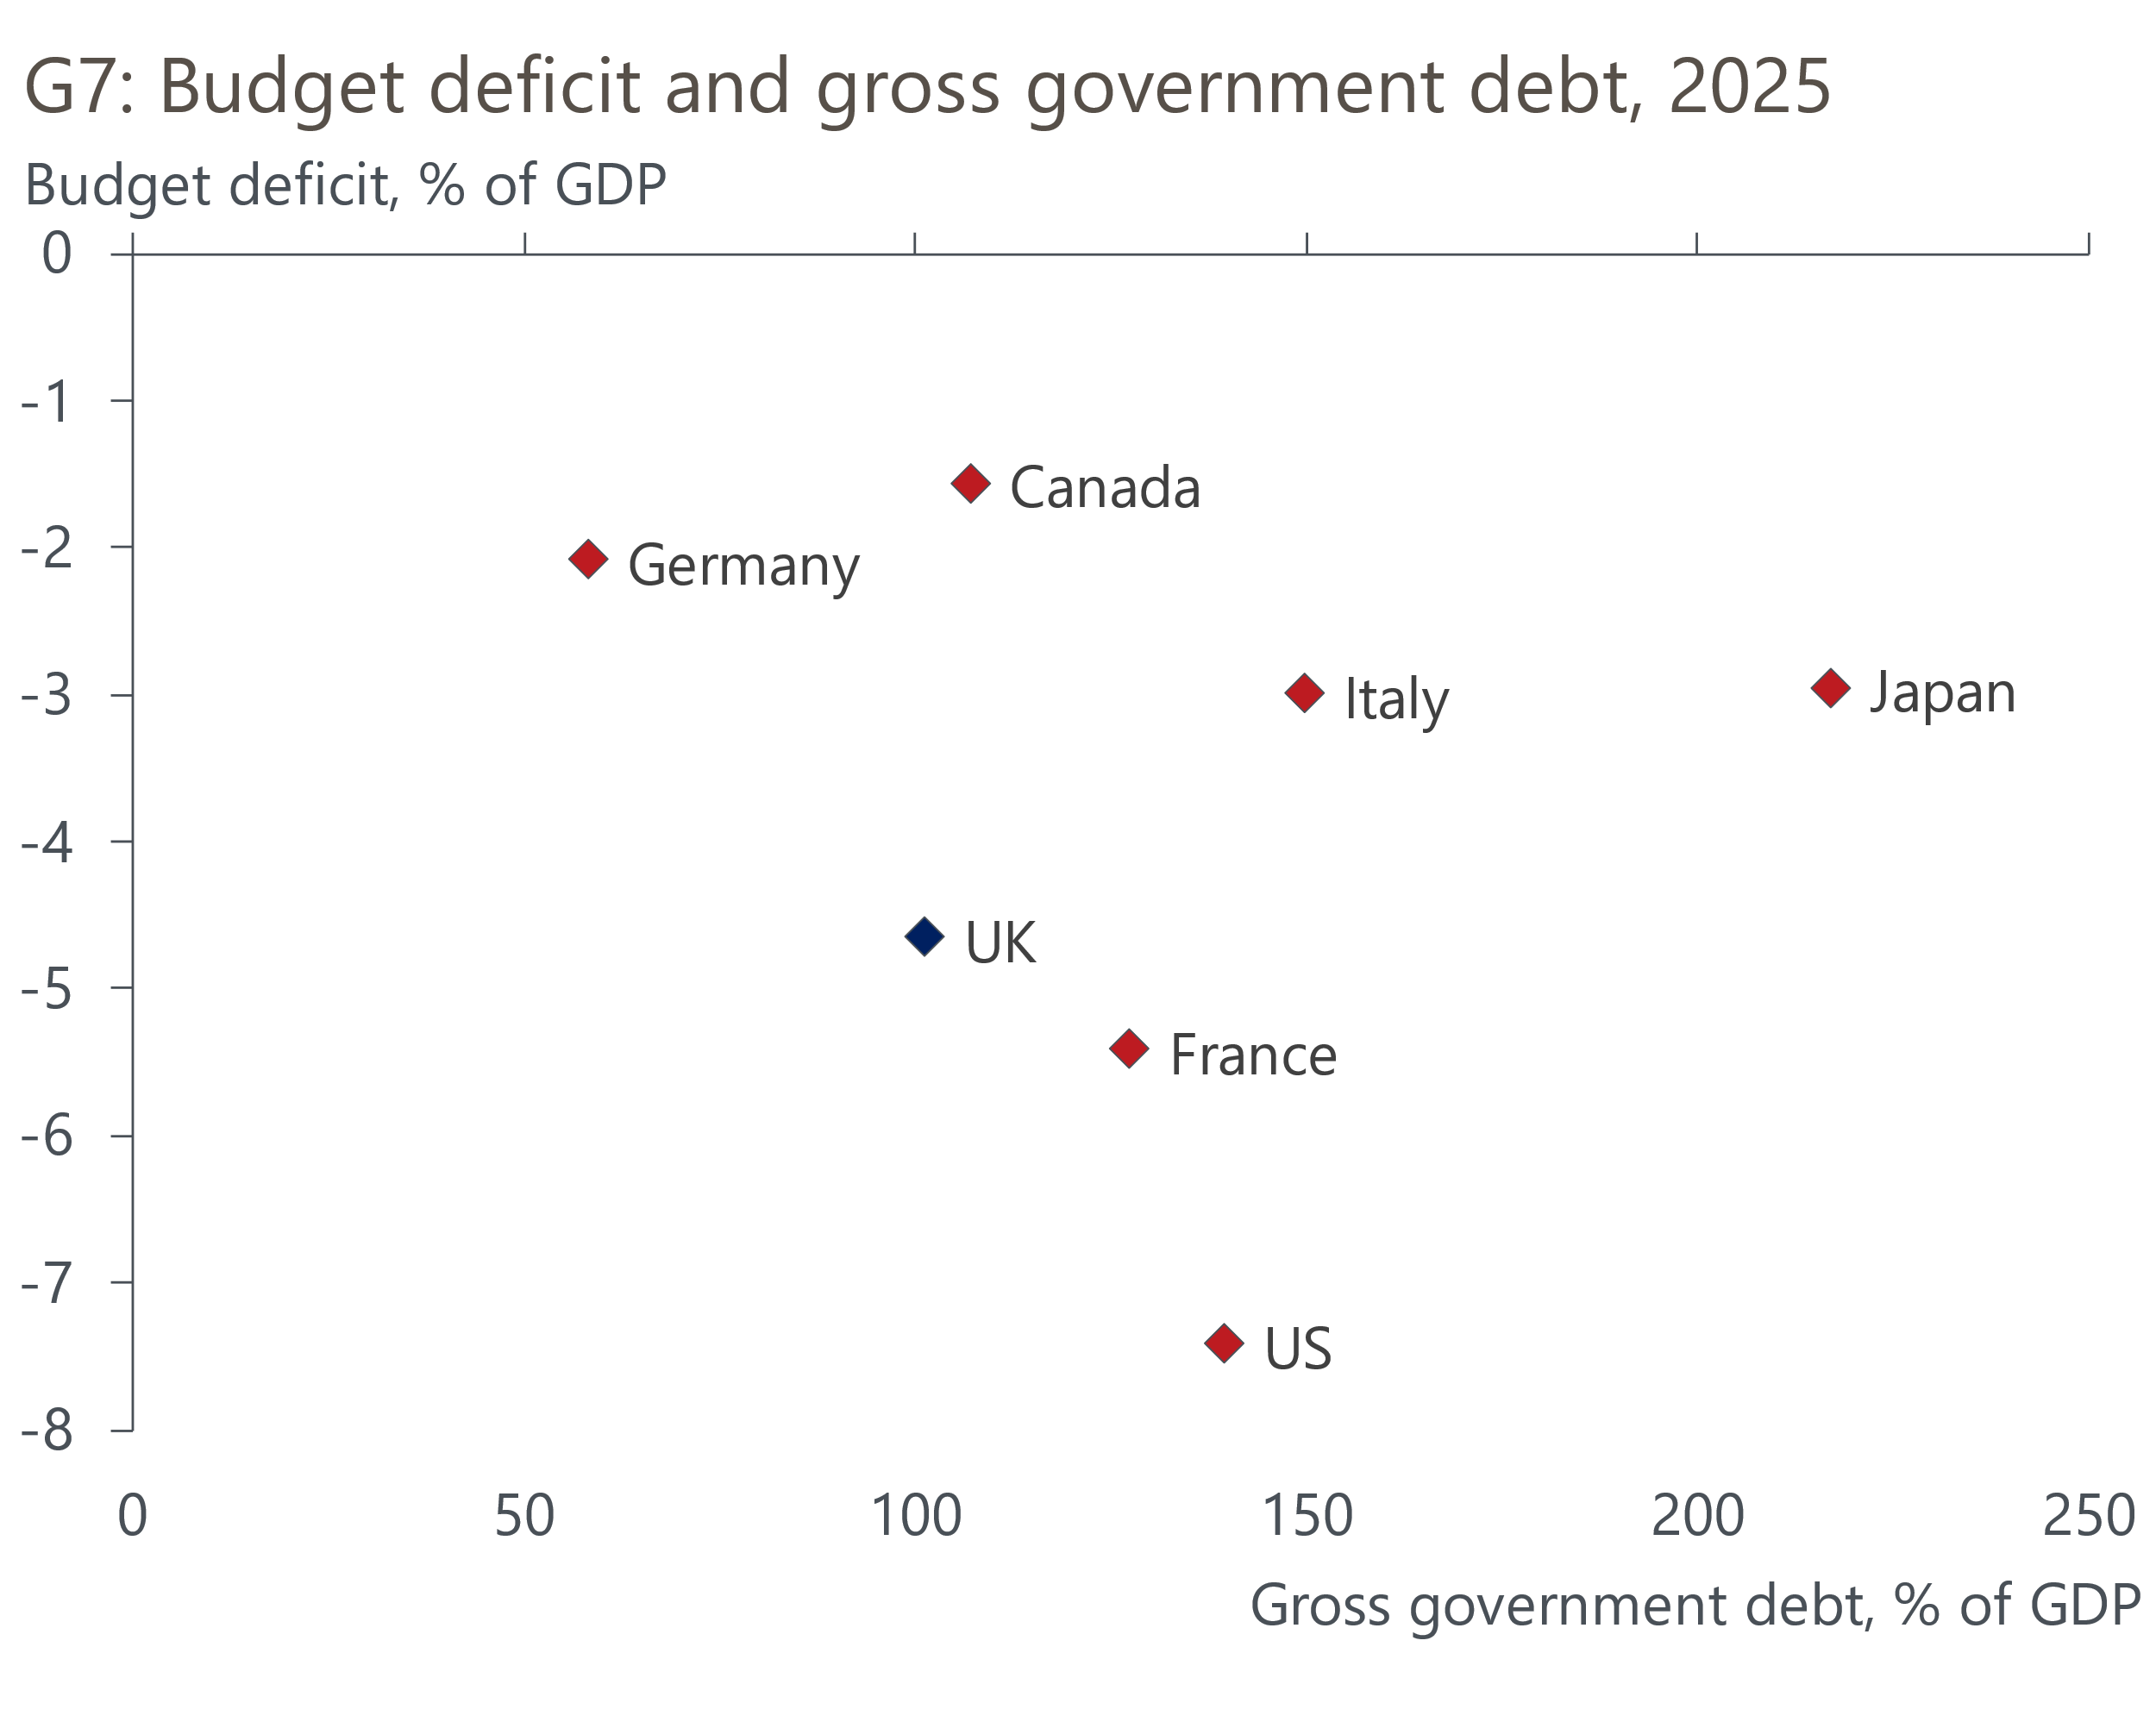 G7: Budget deficit and gross government debt, 2025
Budget deficit, % of GDP
0
-1
Canada
-2
Germany
-3
Italy
Japan
-4
UK
-5
France
-6
-7
US
-8
0 50 100 150 200 250
Gross government debt, % of GDP